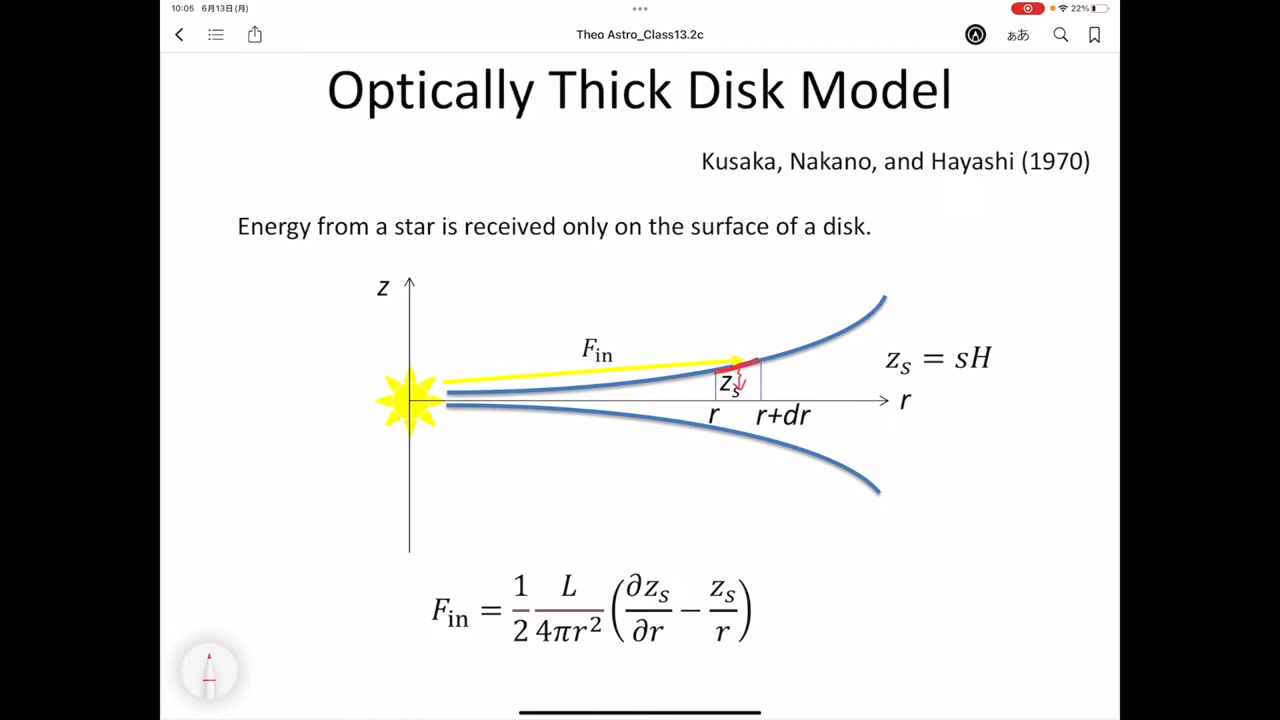 10:05 6月13日(月)
22%
Theo Astro_Class13.2c
ぁあ
Optically Thick Disk Model
Kusaka, Nakano, and Hayashi (1970)
Energy from a star is received only on the surface of a disk.
z
F_in
z_s = sH
z_s
r
r r+dr
F_in = 1/2 L/4πr² (∂z_s/∂r − z_s/r)